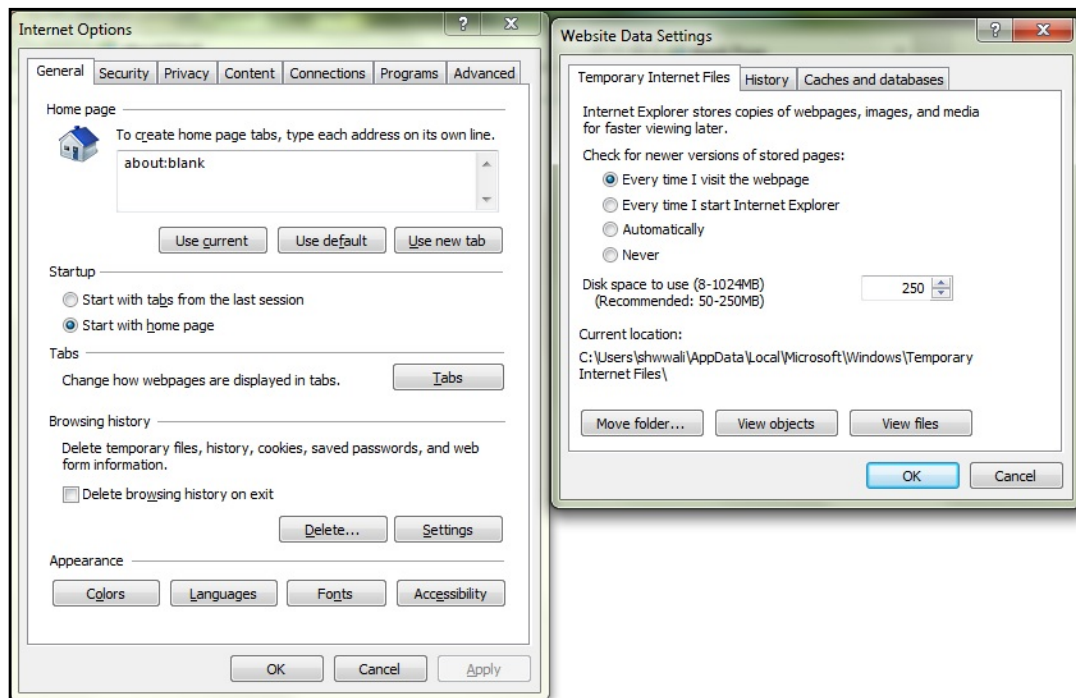 Internet Options
General Security Privacy Content Connections Programs Advanced
Home page
To create home page tabs, type each address on its own line.
about:blank
Use current Use default Use new tab
Startup
Start with tabs from the last session
Start with home page
Tabs
Change how webpages are displayed in tabs.
Tabs
Browsing history
Delete temporary files, history, cookies, saved passwords, and web
form information.
Delete browsing history on exit
Delete... Settings
Appearance
Colors Languages Fonts Accessibility
OK Cancel Apply
Website Data Settings
Temporary Internet Files History Caches and databases
Internet Explorer stores copies of webpages, images, and media
for faster viewing later.
Check for newer versions of stored pages:
Every time I visit the webpage
Every time I start Internet Explorer
Automatically
Never
Disk space to use (8-1024MB) 250
(Recommended: 50-250MB)
Current location:
C:\Users\shwwali\AppData\Local\Microsoft\Windows\Temporary
Internet Files\
Move folder... View objects View files
OK Cancel